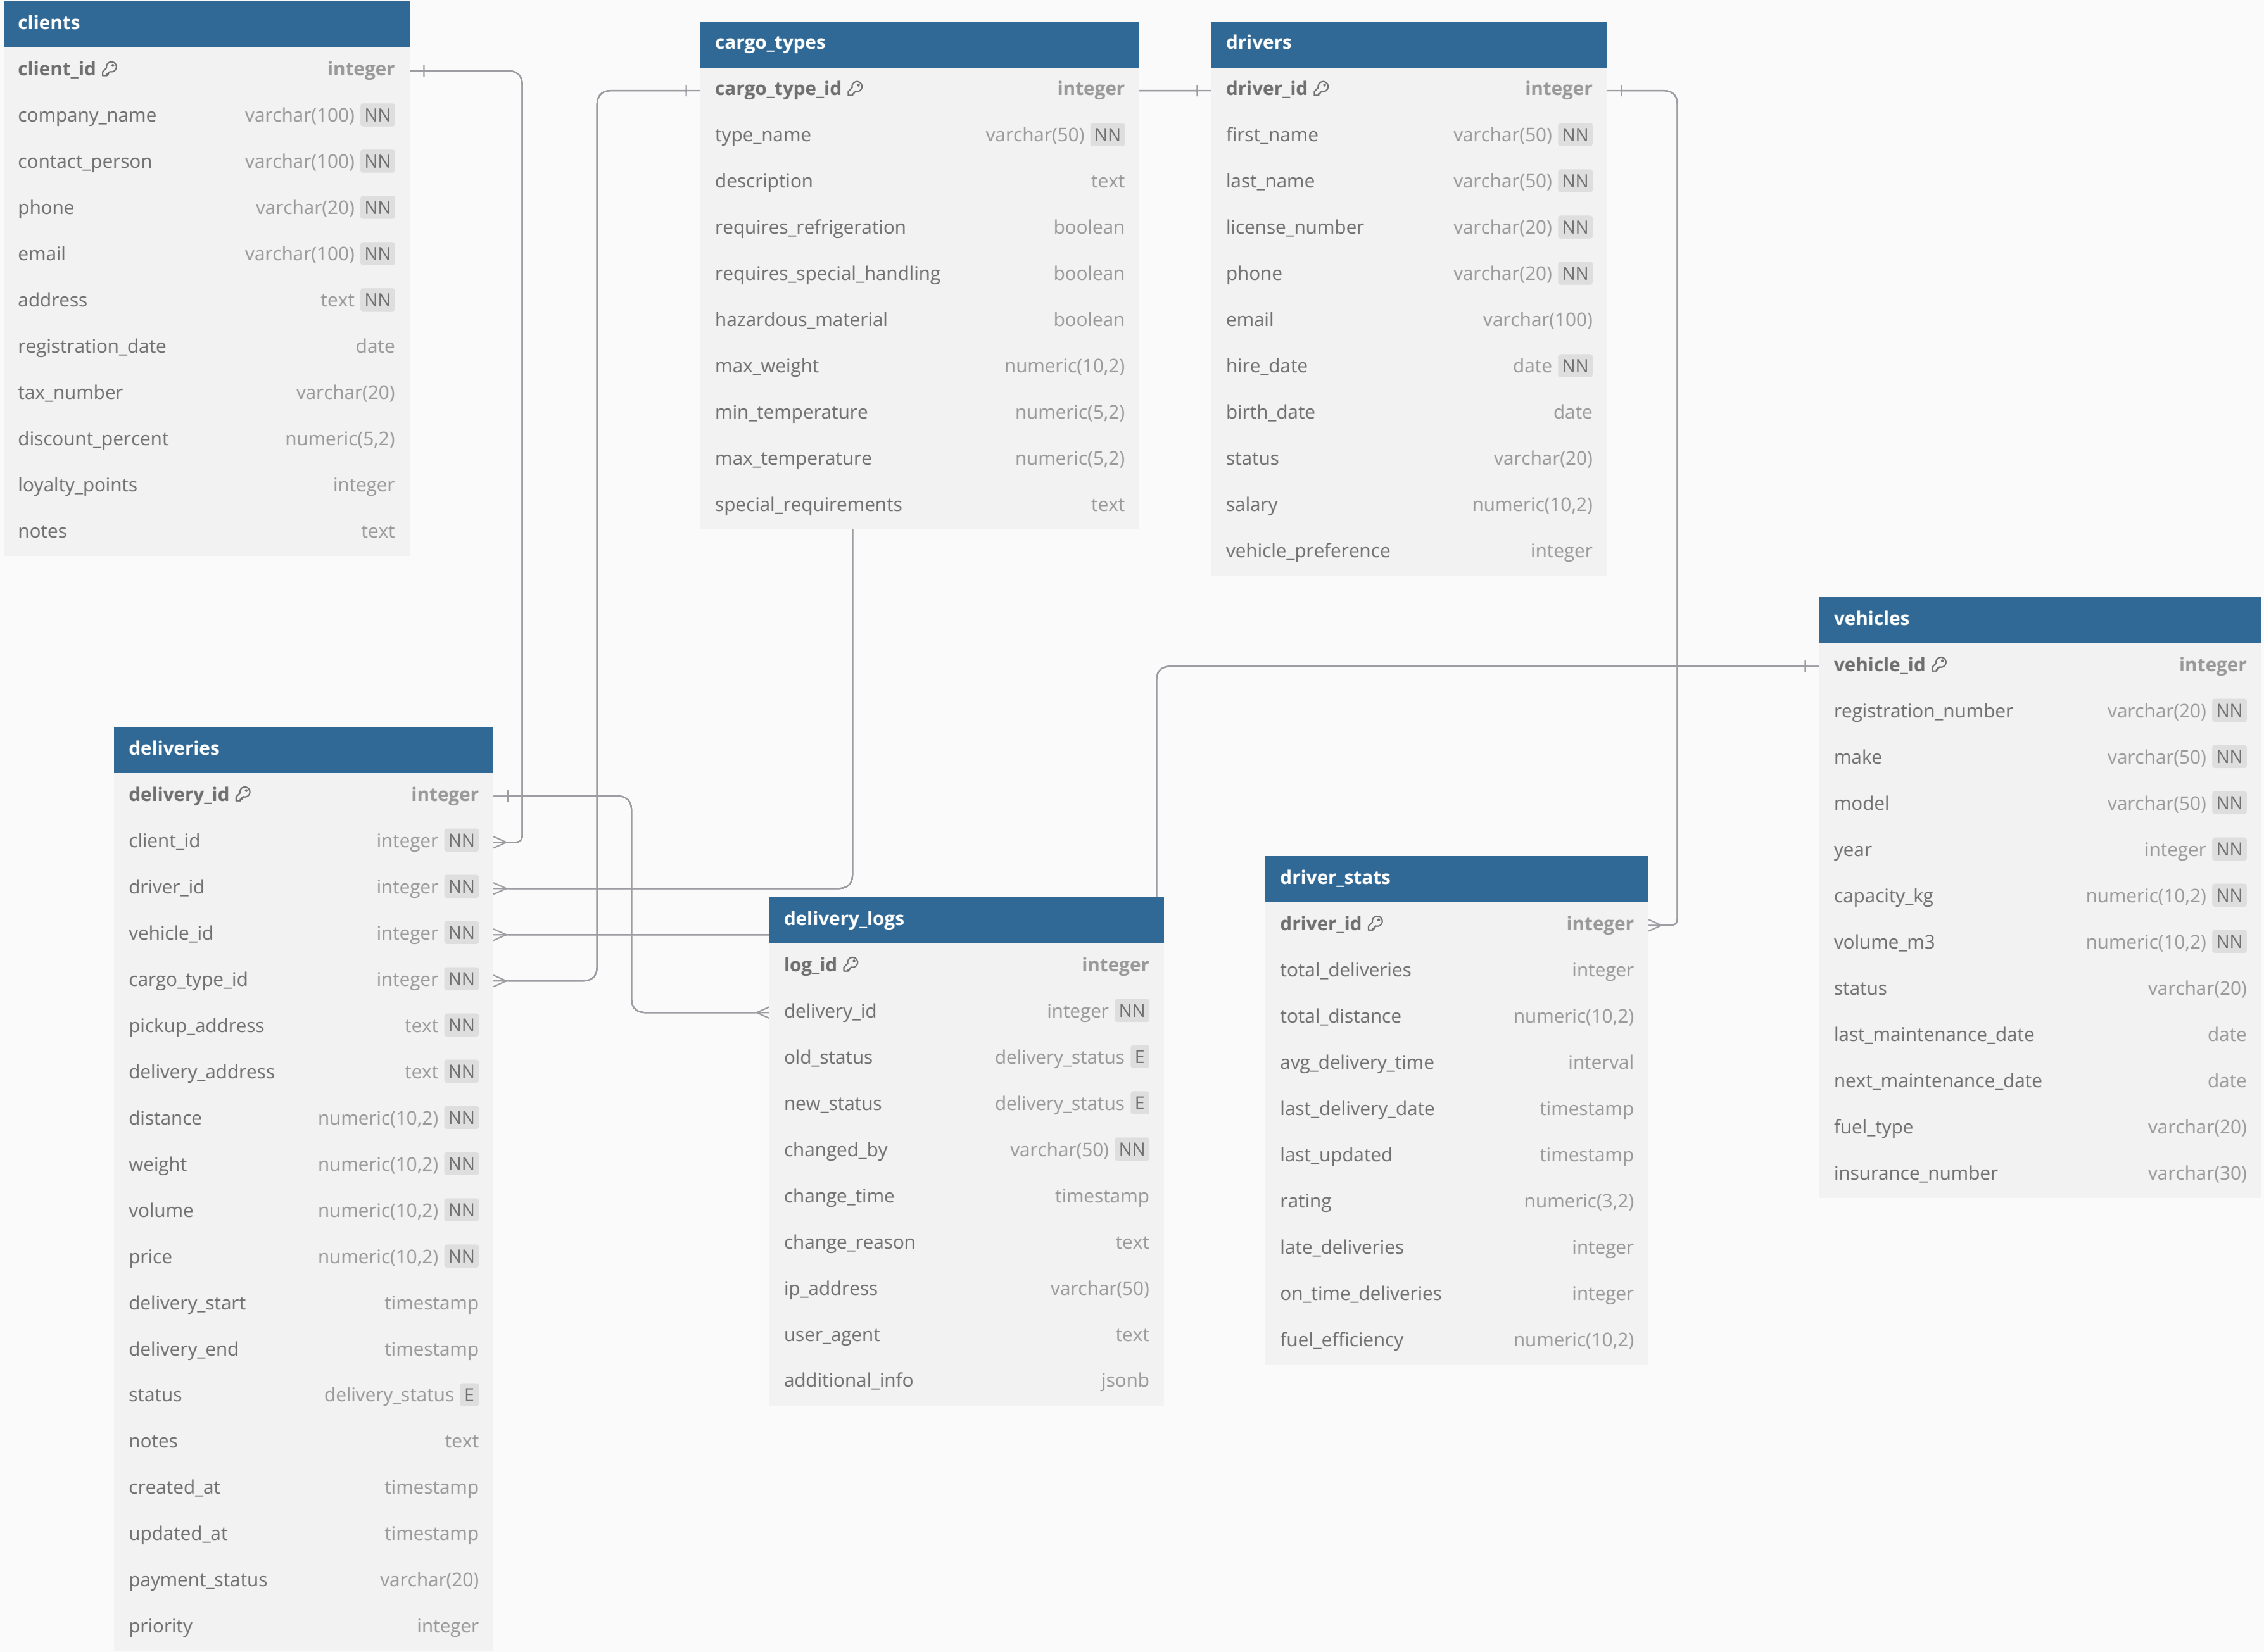 clients
client_id integer
company_name varchar(100) NN
contact_person varchar(100) NN
phone varchar(20) NN
email varchar(100) NN
address text NN
registration_date date
tax_number varchar(20)
discount_percent numeric(5,2)
loyalty_points integer
notes text
cargo_types
cargo_type_id integer
type_name varchar(50) NN
description text
requires_refrigeration boolean
requires_special_handling boolean
hazardous_material boolean
max_weight numeric(10,2)
min_temperature numeric(5,2)
max_temperature numeric(5,2)
special_requirements text
drivers
driver_id integer
first_name varchar(50) NN
last_name varchar(50) NN
license_number varchar(20) NN
phone varchar(20) NN
email varchar(100)
hire_date date NN
birth_date date
status varchar(20)
salary numeric(10,2)
vehicle_preference integer
vehicles
vehicle_id integer
registration_number varchar(20) NN
make varchar(50) NN
model varchar(50) NN
year integer NN
capacity_kg numeric(10,2) NN
volume_m3 numeric(10,2) NN
status varchar(20)
last_maintenance_date date
next_maintenance_date date
fuel_type varchar(20)
insurance_number varchar(30)
deliveries
delivery_id integer
client_id integer NN
driver_id integer NN
vehicle_id integer NN
cargo_type_id integer NN
pickup_address text NN
delivery_address text NN
distance numeric(10,2) NN
weight numeric(10,2) NN
volume numeric(10,2) NN
price numeric(10,2) NN
delivery_start timestamp
delivery_end timestamp
status delivery_status E
notes text
created_at timestamp
updated_at timestamp
payment_status varchar(20)
priority integer
delivery_logs
log_id integer
delivery_id integer NN
old_status delivery_status E
new_status delivery_status E
changed_by varchar(50) NN
change_time timestamp
change_reason text
ip_address varchar(50)
user_agent text
additional_info jsonb
driver_stats
driver_id integer
total_deliveries integer
total_distance numeric(10,2)
avg_delivery_time interval
last_delivery_date timestamp
last_updated timestamp
rating numeric(3,2)
late_deliveries integer
on_time_deliveries integer
fuel_efficiency numeric(10,2)